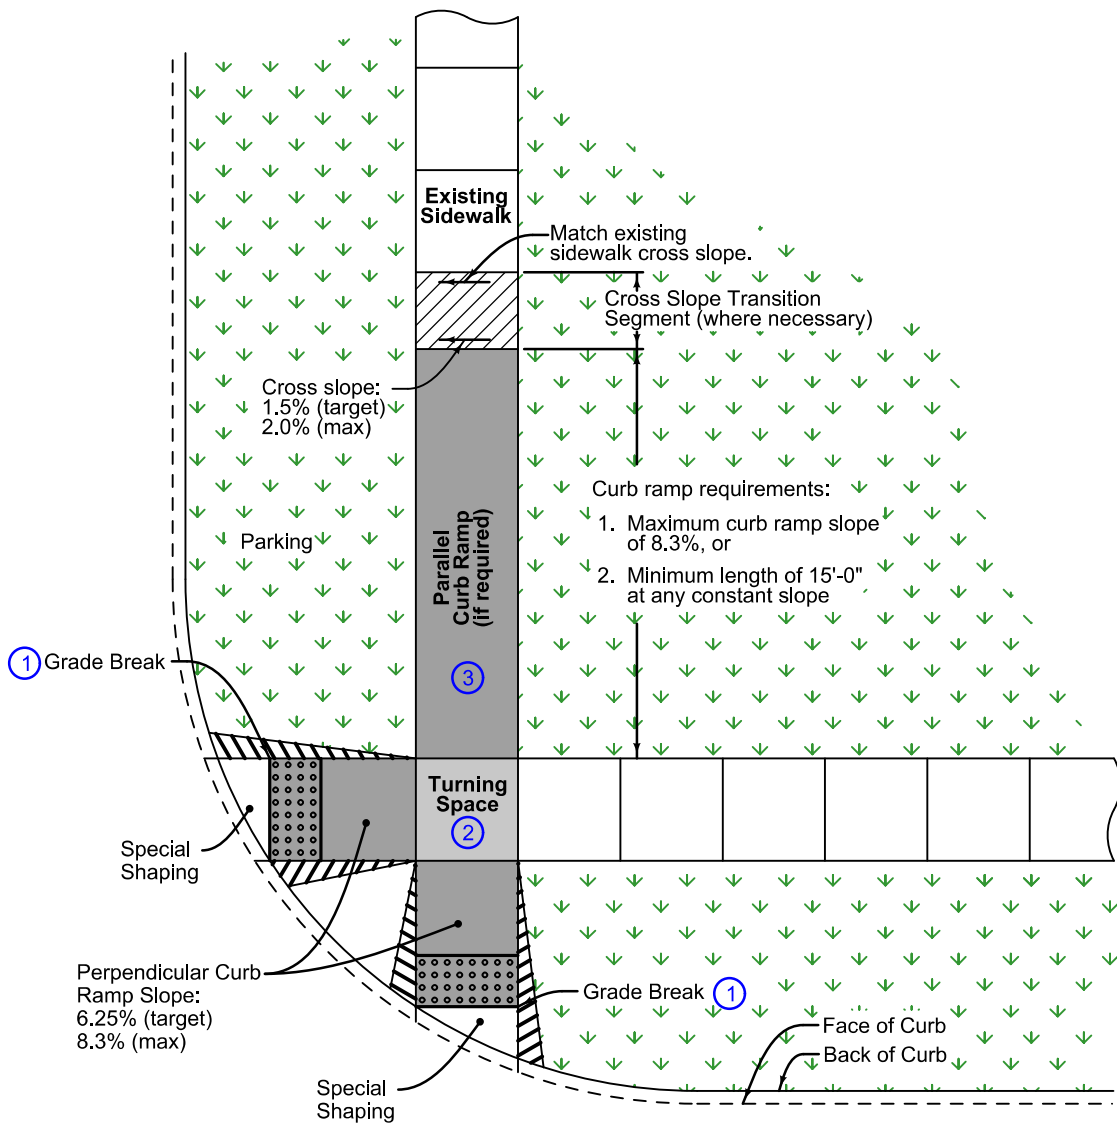 Existing
Sidewalk
Match existing
sidewalk cross slope.
Cross Slope Transition
Segment (where necessary)
Cross slope:
1.5% (target)
2.0% (max)
Curb ramp requirements:
1. Maximum curb ramp slope
of 8.3%, or
2. Minimum length of 15'-0"
at any constant slope
Parking
Parallel
Curb Ramp
(if required)
3
1 Grade Break
Turning
Space
2
Special
Shaping
Perpendicular Curb
Ramp Slope:
6.25% (target)
8.3% (max)
Grade Break 1
Face of Curb
Back of Curb
Special
Shaping